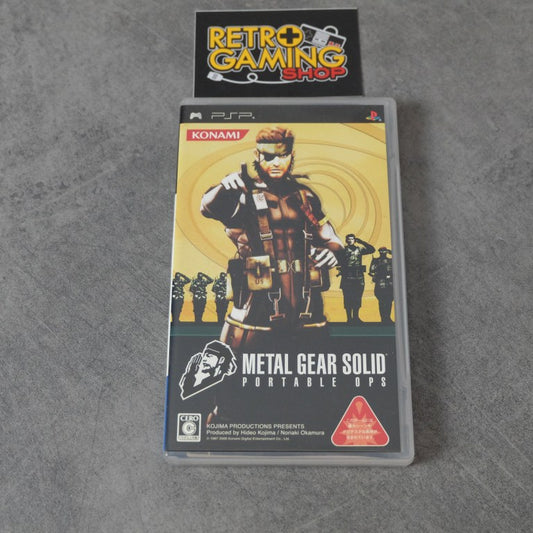 RETRO
GAMING
SHOP
PSP
KONAMI
METAL GEAR SOLID
PORTABLE OPS
CERO
C
KOJIMA PRODUCTIONS PRESENTS
Produced by Hideo Kojima / Noriaki Okamura